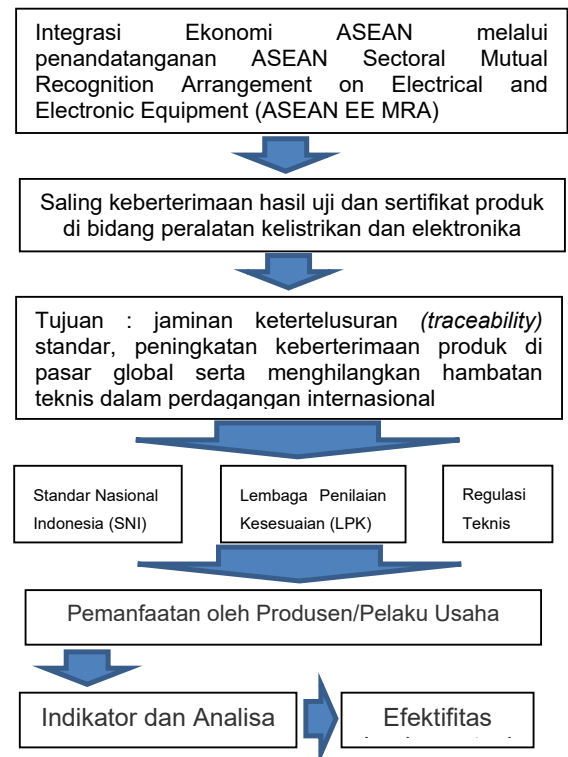 Integrasi Ekonomi ASEAN melalui
penandatanganan ASEAN Sectoral Mutual
Recognition Arrangement on Electrical and
Electronic Equipment (ASEAN EE MRA)
Saling keberterimaan hasil uji dan sertifikat produk
di bidang peralatan kelistrikan dan elektronika
Tujuan : jaminan ketertelusuran (traceability)
standar, peningkatan keberterimaan produk di
pasar global serta menghilangkan hambatan
teknis dalam perdagangan internasional
Standar Nasional
Indonesia (SNI)
Lembaga Penilaian
Kesesuaian (LPK)
Regulasi
Teknis
Pemanfaatan oleh Produsen/Pelaku Usaha
Indikator dan Analisa
Efektifitas